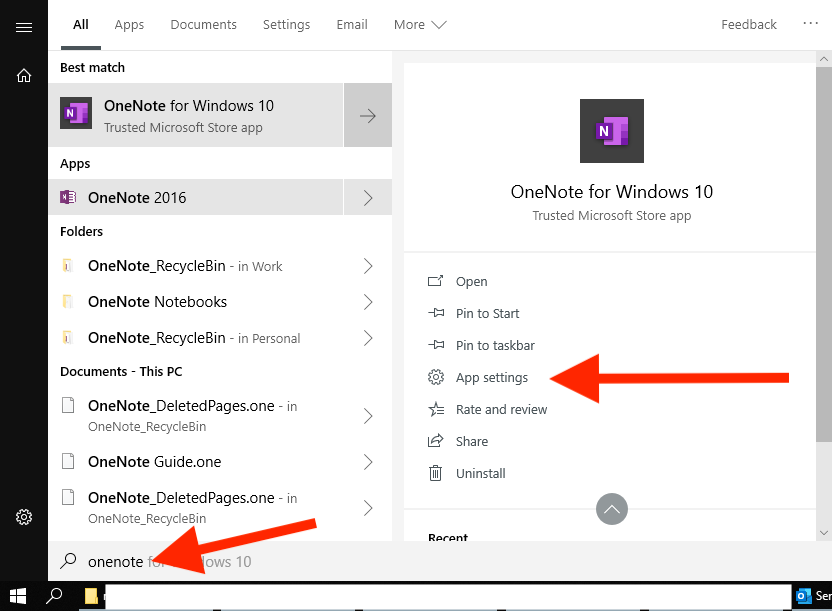 All Apps Documents Settings Email More Feedback ...
Best match
OneNote for Windows 10
Trusted Microsoft Store app
Apps
OneNote 2016
Folders
OneNote_RecycleBin - in Work
OneNote Notebooks
OneNote_RecycleBin - in Personal
Documents - This PC
OneNote_DeletedPages.one - in
OneNote_RecycleBin
OneNote Guide.one
OneNote_DeletedPages.one - in
OneNote_RecycleBin
N
OneNote for Windows 10
Trusted Microsoft Store app
Open
Pin to Start
Pin to taskbar
App settings
Rate and review
Share
Uninstall
Recent
onenote 10
Ser